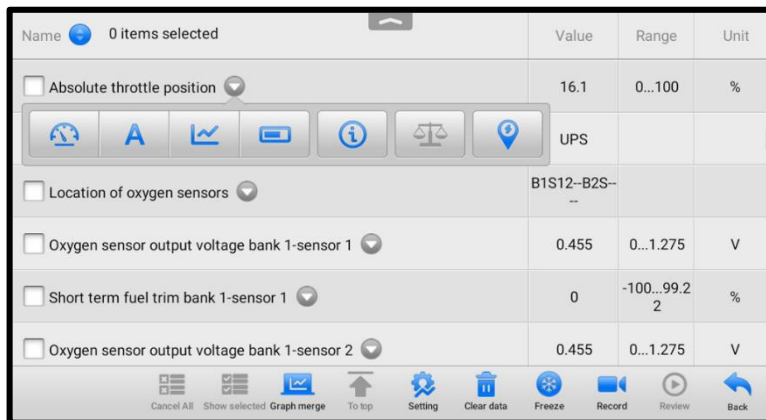 Name 0 items selected Value Range Unit
Absolute throttle position 16.1 0...100 %
A
UPS
Location of oxygen sensors B1S12--B2S--
--
Oxygen sensor output voltage bank 1-sensor 1 0.455 0...1.275 V
Short term fuel trim bank 1-sensor 1 0 -100...99.2
2 %
Oxygen sensor output voltage bank 1-sensor 2 0.455 0...1.275 V
Cancel All Show selected Graph merge To top Setting Clear data Freeze Record Review Back